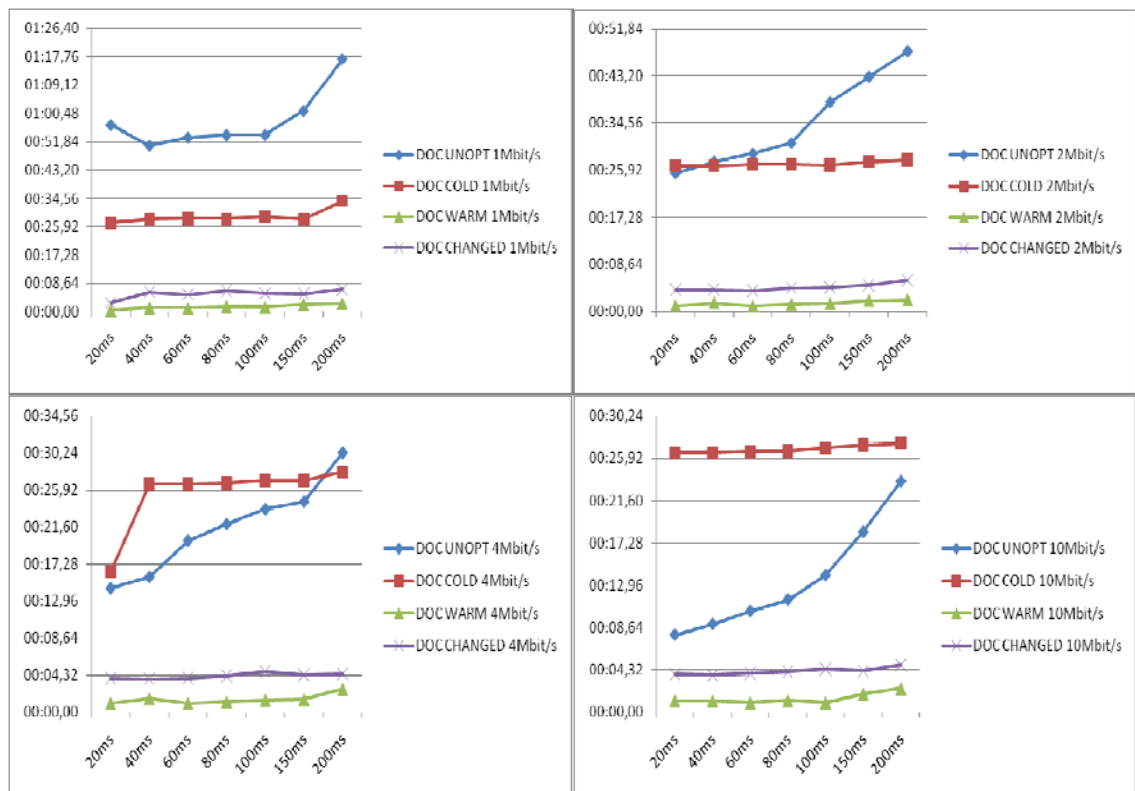 01:26,40
01:17,76
01:09,12
01:00,48
00:51,84
00:43,20
00:34,56
00:25,92
00:17,28
00:08,64
00:00,00
20ms
40ms
60ms
80ms
100ms
150ms
200ms
DOC UNOPT 1Mbit/s
DOC COLD 1Mbit/s
DOC WARM 1Mbit/s
DOC CHANGED 1Mbit/s
00:51,84
00:43,20
00:34,56
00:25,92
00:17,28
00:08,64
00:00,00
20ms
40ms
60ms
80ms
100ms
150ms
200ms
DOC UNOPT 2Mbit/s
DOC COLD 2Mbit/s
DOC WARM 2Mbit/s
DOC CHANGED 2Mbit/s
00:34,56
00:30,24
00:25,92
00:21,60
00:17,28
00:12,96
00:08,64
00:04,32
00:00,00
20ms
40ms
60ms
80ms
100ms
150ms
200ms
DOC UNOPT 4Mbit/s
DOC COLD 4Mbit/s
DOC WARM 4Mbit/s
DOC CHANGED 4Mbit/s
00:30,24
00:25,92
00:21,60
00:17,28
00:12,96
00:08,64
00:04,32
00:00,00
20ms
40ms
60ms
80ms
100ms
150ms
200ms
DOC UNOPT 10Mbit/s
DOC COLD 10Mbit/s
DOC WARM 10Mbit/s
DOC CHANGED 10Mbit/s